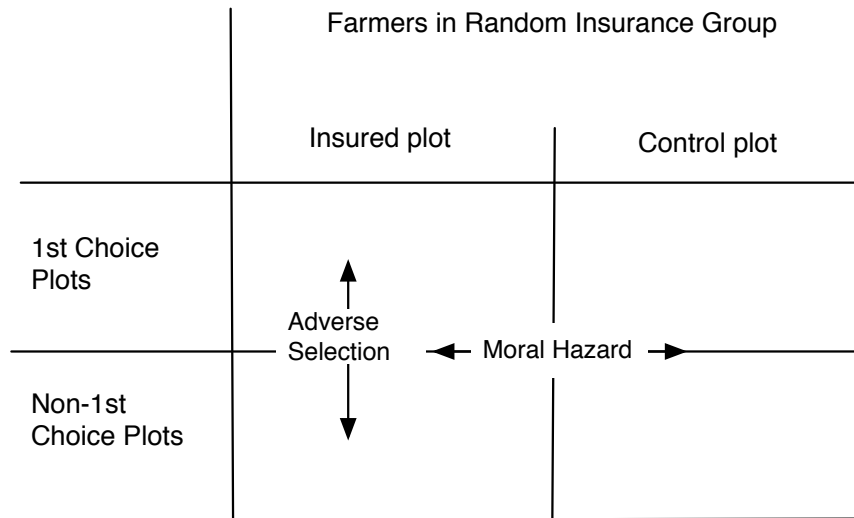 Farmers in Random Insurance Group
Insured plot
Control plot
1st Choice
Plots
Adverse
Selection
Moral Hazard
Non-1st
Choice Plots